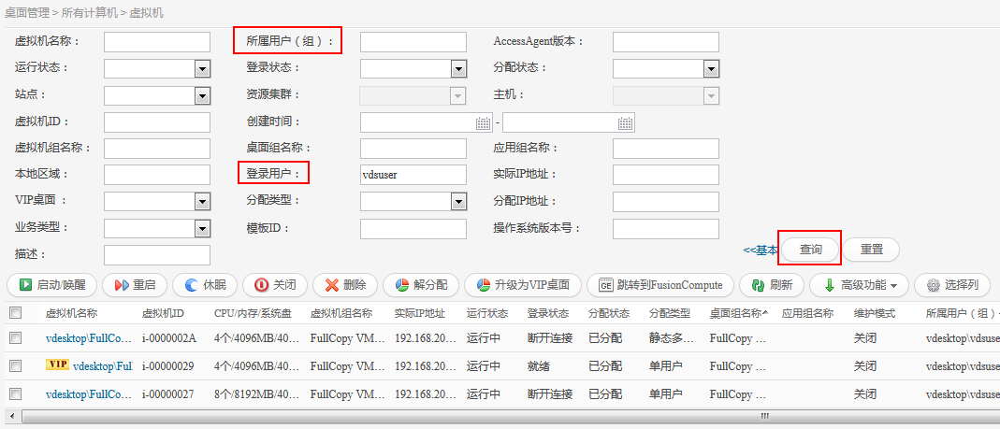 桌面管理 > 所有计算机 > 虚拟机
虚拟机名称： 所属用户（组）： AccessAgent版本：
运行状态： 登录状态： 分配状态：
站点： 资源集群： 主机：
虚拟机ID： 创建时间： -
虚拟机组名称： 桌面组名称： 应用组名称：
本地区域： 登录用户： vdsuser 实际IP地址：
VIP桌面 ： 分配类型： 分配IP地址：
业务类型： 模板ID： 操作系统版本号：
描述： <<基本 查询 重置
启动/唤醒 重启 休眠 关闭 删除 解分配 升级为VIP桌面 GE 跳转到FusionCompute 刷新 高级功能 选择列
虚拟机名称 虚拟机ID CPU/内存/系统盘 虚拟机组名称 实际IP地址 运行状态 登录状态 分配状态 分配类型 桌面组名称 应用组名称 维护模式 所属用户（组）
vdesktop\FullCo... i-0000002A 4个/4096MB/40... FullCopy VM... 192.168.20... 运行中 断开连接 已分配 静态多... FullCopy ... 关闭 vdesktop\vdsuse
VIP vdesktop\Ful i-00000029 4个/4096MB/40... FullCopy VM... 192.168.20... 运行中 就绪 已分配 单用户 FullCopy ... 关闭 vdesktop\vdsuse
vdesktop\FullCo... i-00000027 8个/8192MB/40... FullCopy VM... 192.168.20... 运行中 断开连接 已分配 单用户 FullCopy ... 关闭 vdesktop\vdsuse